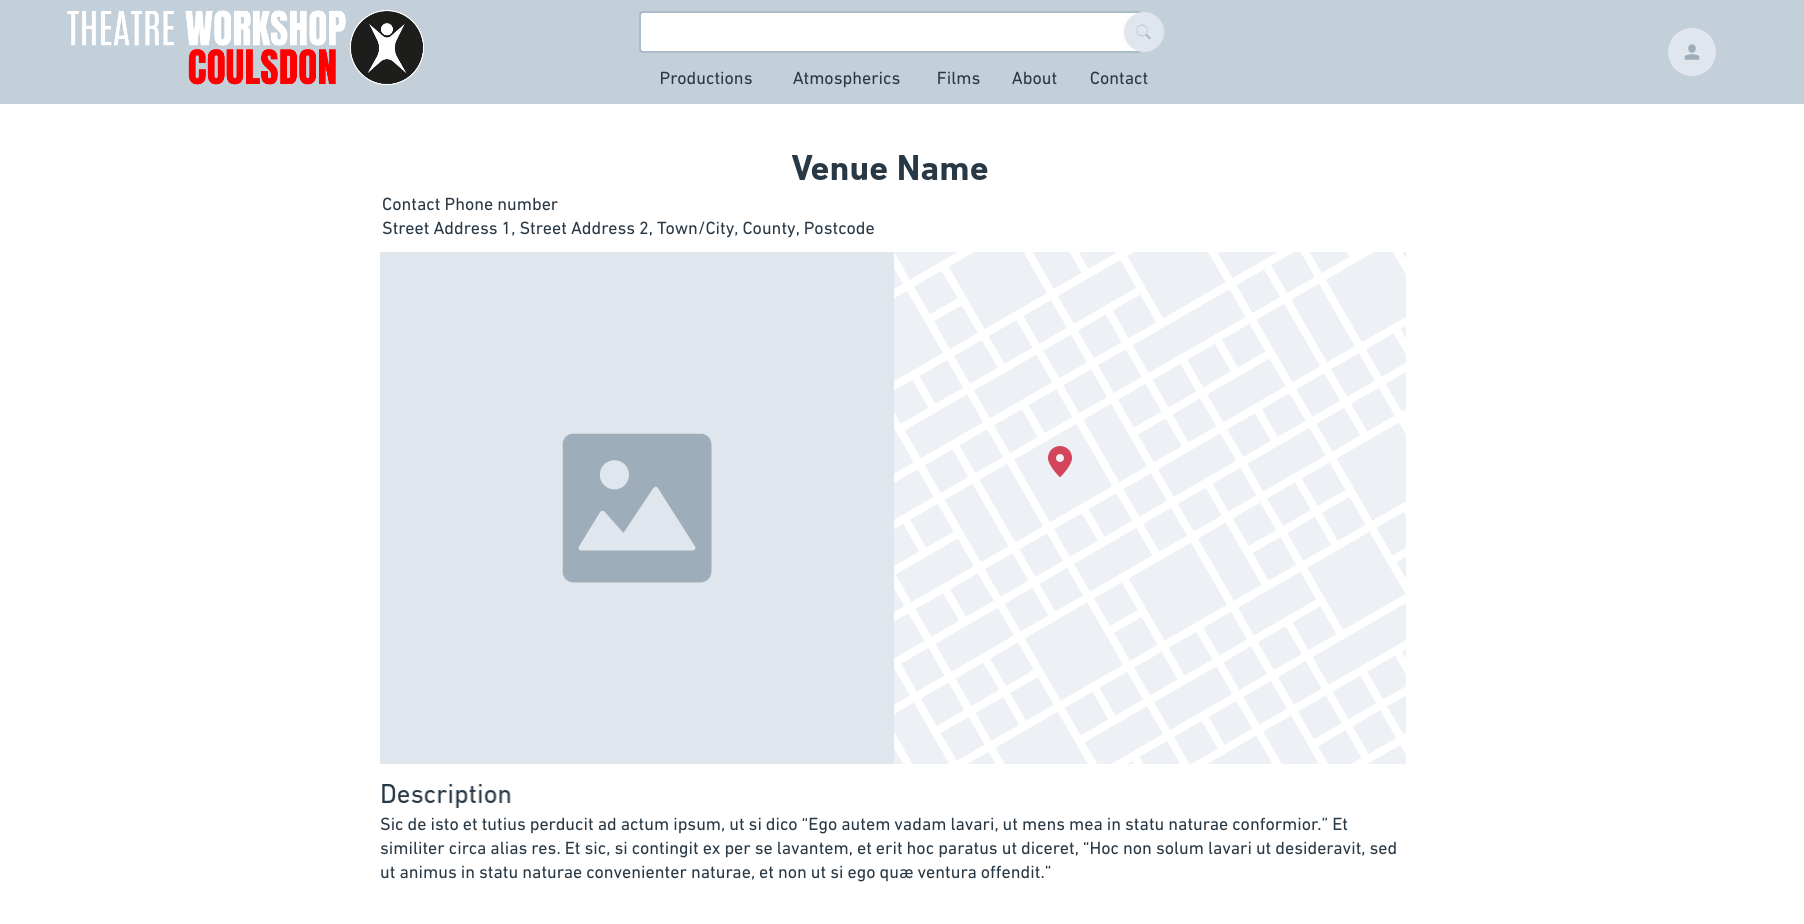 THEATRE WORKSHOP
COULSDON
Productions Atmospherics Films About Contact
Venue Name
Contact Phone number
Street Address 1, Street Address 2, Town/City, County, Postcode
Description
Sic de isto et tutius perducit ad actum ipsum, ut si dico “Ego autem vadam lavari, ut mens mea in statu naturae conformior.” Et
similiter circa alias res. Et sic, si contingit ex per se lavantem, et erit hoc paratus ut diceret, “Hoc non solum lavari ut desideravit, sed
ut animus in statu naturae convenienter naturae, et non ut si ego quæ ventura offendit.”